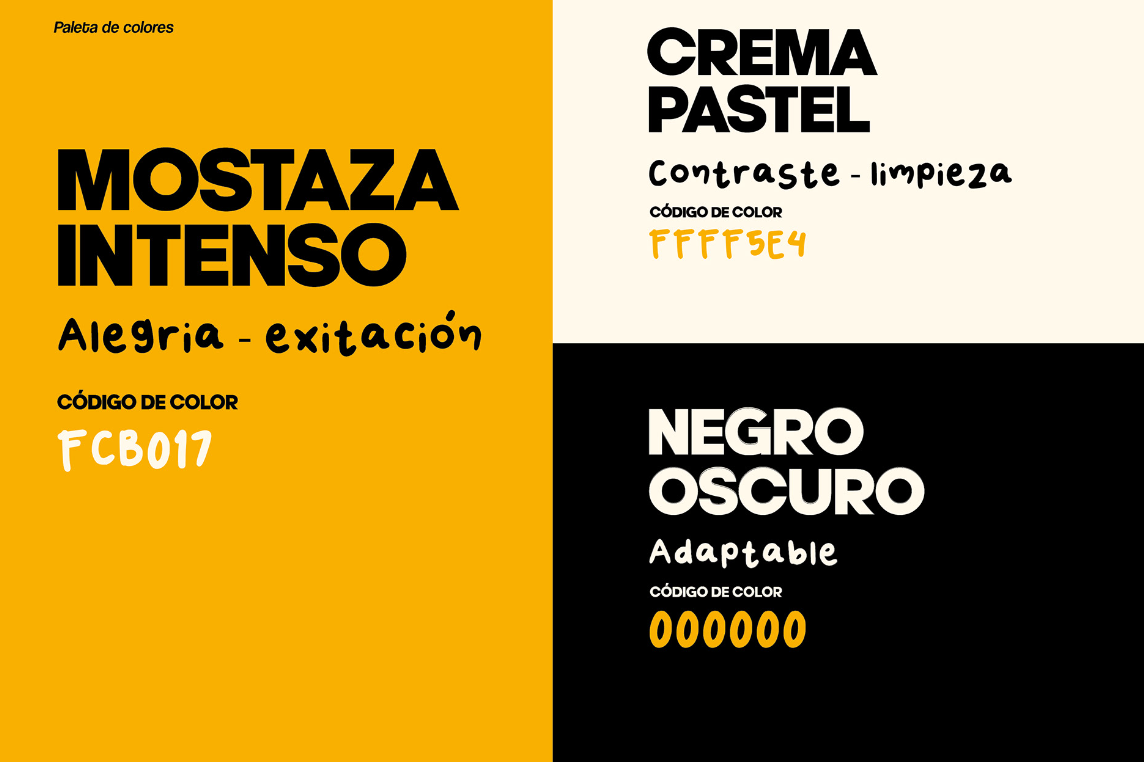 Paleta de colores
MOSTAZA
INTENSO
Alegria - exitación
CÓDIGO DE COLOR
FCB017
CREMA
PASTEL
Contraste - limpieza
CÓDIGO DE COLOR
FFFF5E4
NEGRO
OSCURO
Adaptable
CÓDIGO DE COLOR
000000